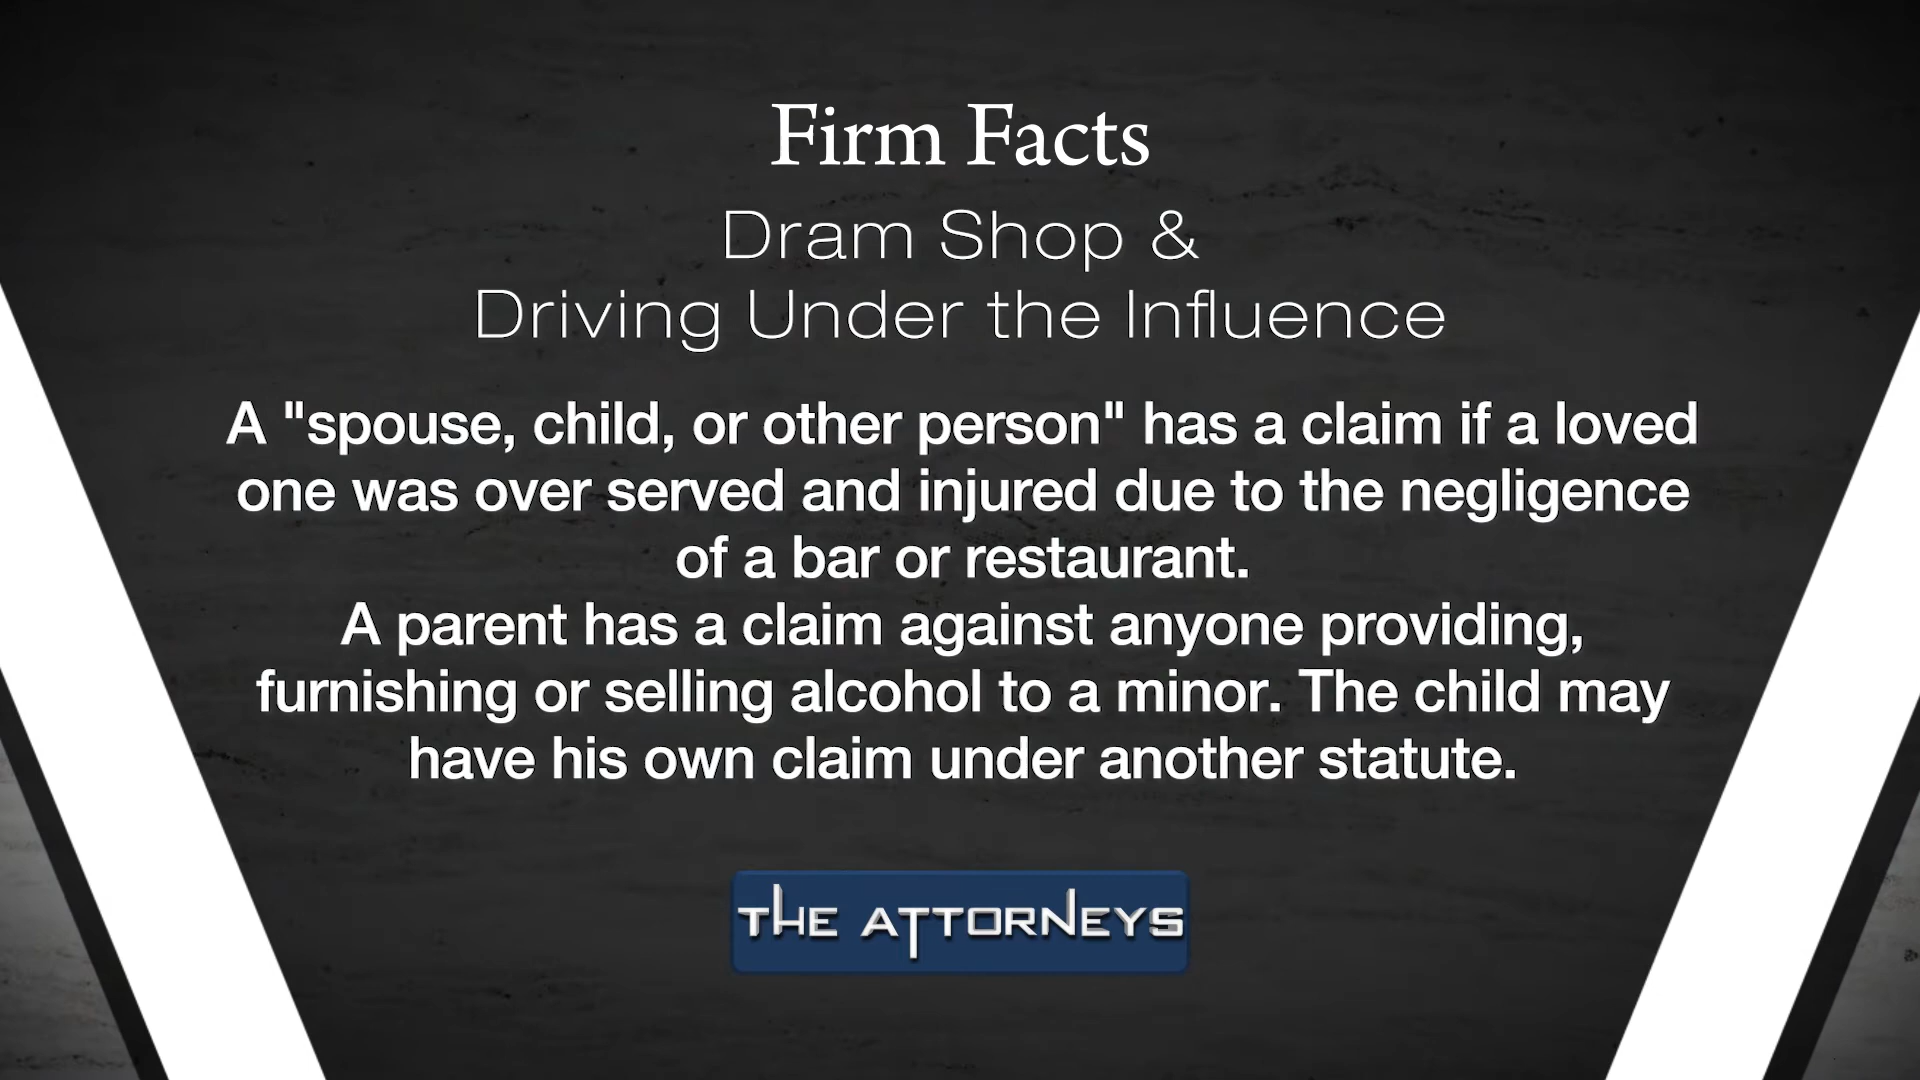 Firm Facts
Dram Shop &
Driving Under the Influence
A "spouse, child, or other person" has a claim if a loved
one was over served and injured due to the negligence
of a bar or restaurant.
A parent has a claim against anyone providing,
furnishing or selling alcohol to a minor. The child may
have his own claim under another statute.
THE ATTORNEYS